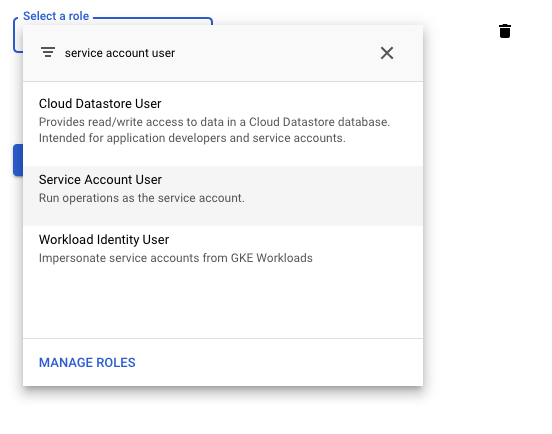 Select a role
service account user
Cloud Datastore User
Provides read/write access to data in a Cloud Datastore database.
Intended for application developers and service accounts.
Service Account User
Run operations as the service account.
Workload Identity User
Impersonate service accounts from GKE Workloads
MANAGE ROLES